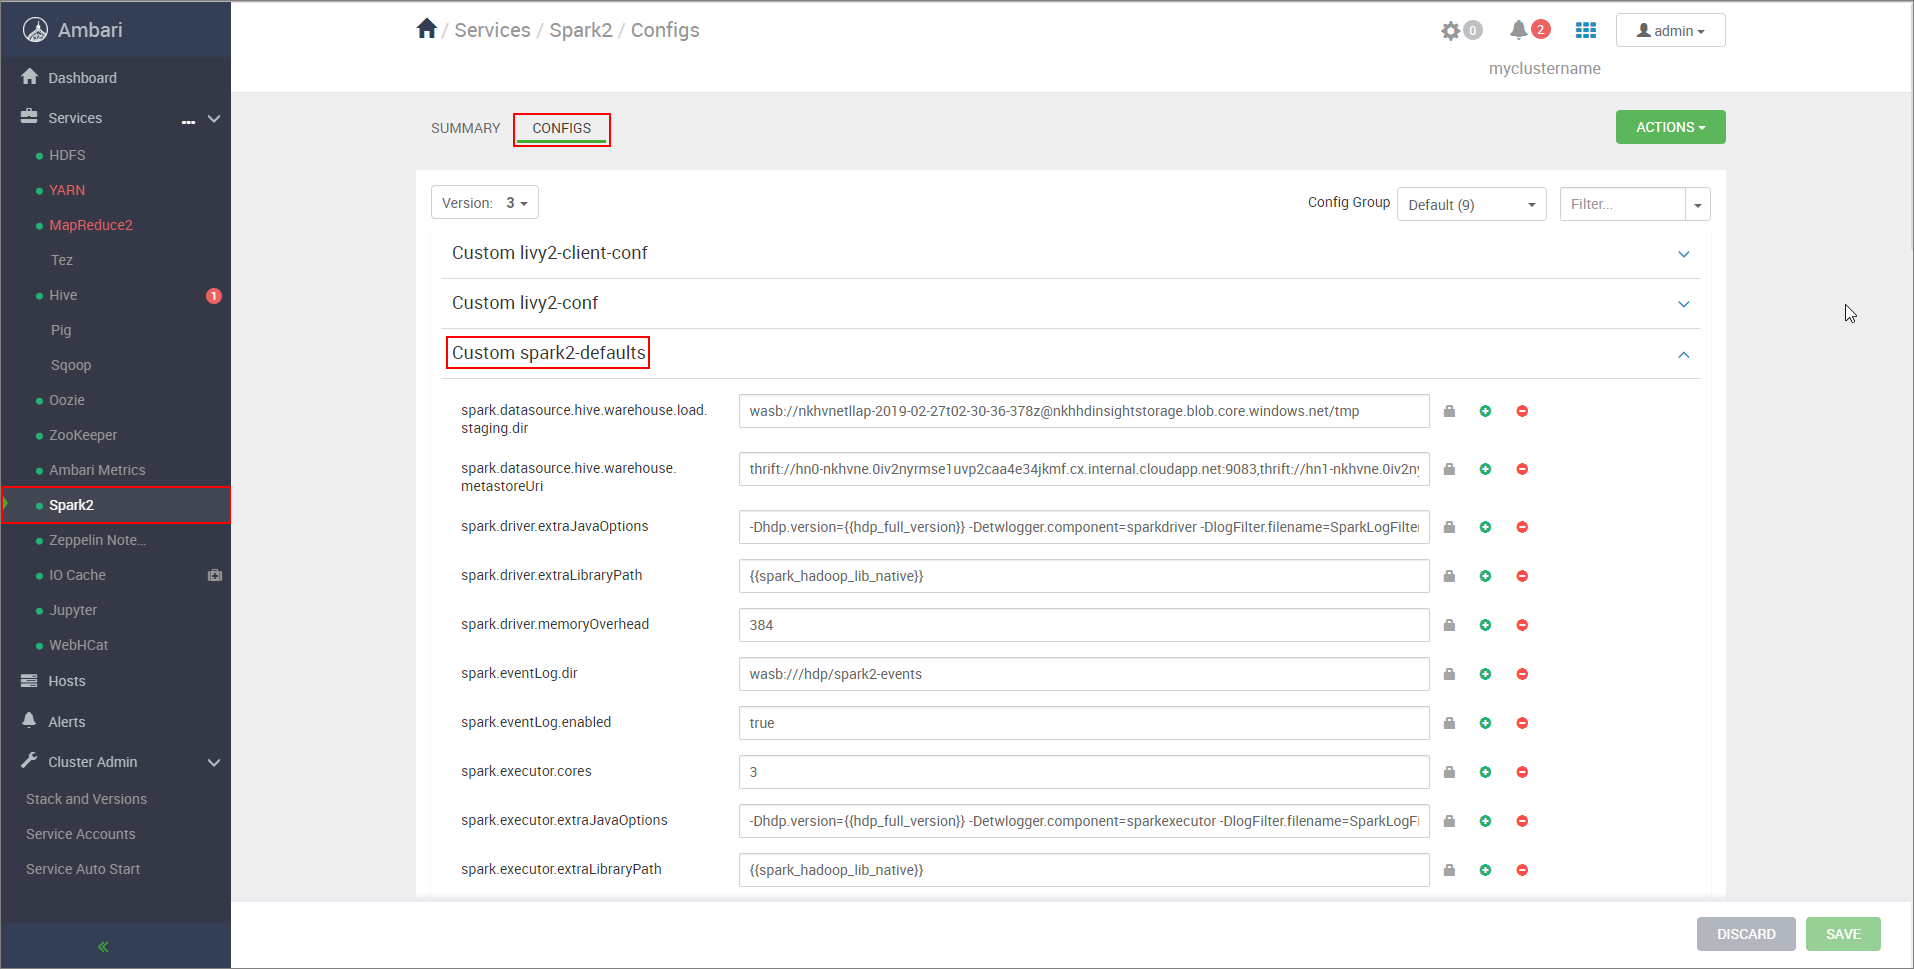 Ambari
Dashboard
Services
HDFS
YARN
MapReduce2
Tez
Hive
1
Pig
Sqoop
Oozie
ZooKeeper
Ambari Metrics
Spark2
Zeppelin Note...
IO Cache
Jupyter
WebHCat
Hosts
Alerts
Cluster Admin
Stack and Versions
Service Accounts
Service Auto Start
/ Services / Spark2 / Configs
0
2
admin
myclustername
SUMMARY
CONFIGS
ACTIONS
Version: 3
Config Group
Default (9)
Filter...
Custom livy2-client-conf
Custom livy2-conf
Custom spark2-defaults
spark.datasource.hive.warehouse.load.
staging.dir
wasb://nkhvnetllap-2019-02-27t02-30-36-378z@nkhhdinsightstorage.blob.core.windows.net/tmp
spark.datasource.hive.warehouse.
metastoreUri
thrift://hn0-nkhvne.0iv2nyrmse1uvp2caa4e34jkmf.cx.internal.cloudapp.net:9083,thrift://hn1-nkhvne.0iv2ny
spark.driver.extraJavaOptions
-Dhdp.version={{hdp_full_version}} -Detwlogger.component=sparkdriver -DlogFilter.filename=SparkLogFilter
spark.driver.extraLibraryPath
{{spark_hadoop_lib_native}}
spark.driver.memoryOverhead
384
spark.eventLog.dir
wasb:///hdp/spark2-events
spark.eventLog.enabled
true
spark.executor.cores
3
spark.executor.extraJavaOptions
-Dhdp.version={{hdp_full_version}} -Detwlogger.component=sparkexecutor -DlogFilter.filename=SparkLogF
spark.executor.extraLibraryPath
{{spark_hadoop_lib_native}}
DISCARD
SAVE